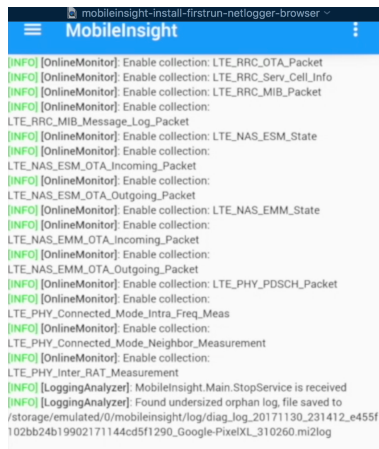 mobileinsight-install-firstrun-netlogger-browser
MobileInsight
[INFO] [OnlineMonitor]: Enable collection: LTE_RRC_OTA_Packet
[INFO] [OnlineMonitor]: Enable collection: LTE_RRC_Serv_Cell_Info
[INFO] [OnlineMonitor]: Enable collection: LTE_RRC_MIB_Packet
[INFO] [OnlineMonitor]: Enable collection:
LTE_RRC_MIB_Message_Log_Packet
[INFO] [OnlineMonitor]: Enable collection: LTE_NAS_ESM_State
[INFO] [OnlineMonitor]: Enable collection:
LTE_NAS_ESM_OTA_Incoming_Packet
[INFO] [OnlineMonitor]: Enable collection:
LTE_NAS_ESM_OTA_Outgoing_Packet
[INFO] [OnlineMonitor]: Enable collection: LTE_NAS_EMM_State
[INFO] [OnlineMonitor]: Enable collection:
LTE_NAS_EMM_OTA_Incoming_Packet
[INFO] [OnlineMonitor]: Enable collection:
LTE_NAS_EMM_OTA_Outgoing_Packet
[INFO] [OnlineMonitor]: Enable collection: LTE_PHY_PDSCH_Packet
[INFO] [OnlineMonitor]: Enable collection:
LTE_PHY_Connected_Mode_Intra_Freq_Meas
[INFO] [OnlineMonitor]: Enable collection:
LTE_PHY_Connected_Mode_Neighbor_Measurement
[INFO] [OnlineMonitor]: Enable collection:
LTE_PHY_Inter_RAT_Measurement
[INFO] [LoggingAnalyzer]: MobileInsight.Main.StopService is received
[INFO] [LoggingAnalyzer]: Found undersized orphan log, file saved to
/storage/emulated/0/mobileinsight/log/diag_log_20171130_231412_e455f
102bb24b19902171144cd5f1290_Google-PixelXL_310260.mi2log